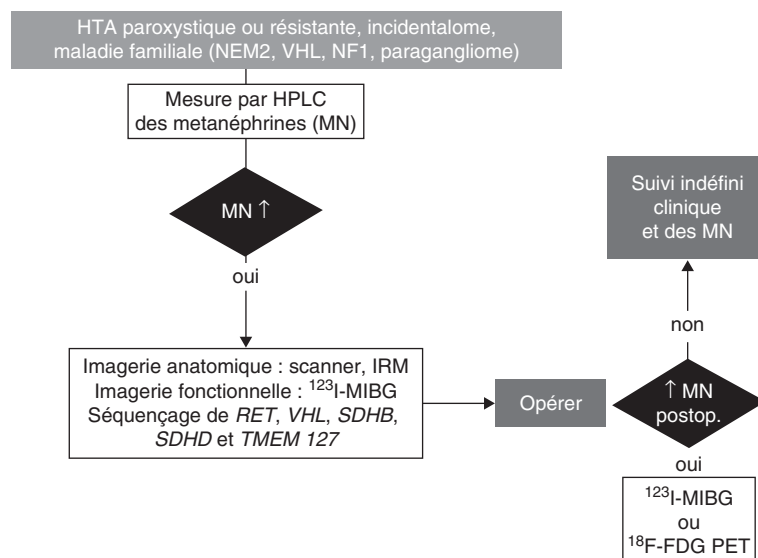 HTA paroxystique ou résistante, incidentalome,
maladie familiale (NEM2, VHL, NF1, paragangliome)
Mesure par HPLC
des metanéphrines (MN)
MN ↑
oui
Imagerie anatomique : scanner, IRM
Imagerie fonctionnelle : ¹²³I-MIBG
Séquençage de RET, VHL, SDHB,
SDHD et TMEM 127
Opérer
Suivi indéfini
clinique
et des MN
non
↑ MN
postop.
oui
¹²³I-MIBG
ou
¹⁸F-FDG PET